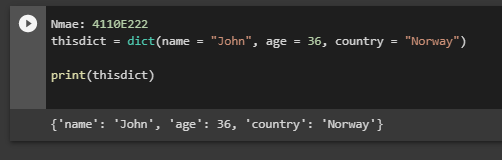 Nmae: 4110E222
thisdict = dict(name = "John", age = 36, country = "Norway")
print(thisdict)
{'name': 'John', 'age': 36, 'country': 'Norway'}